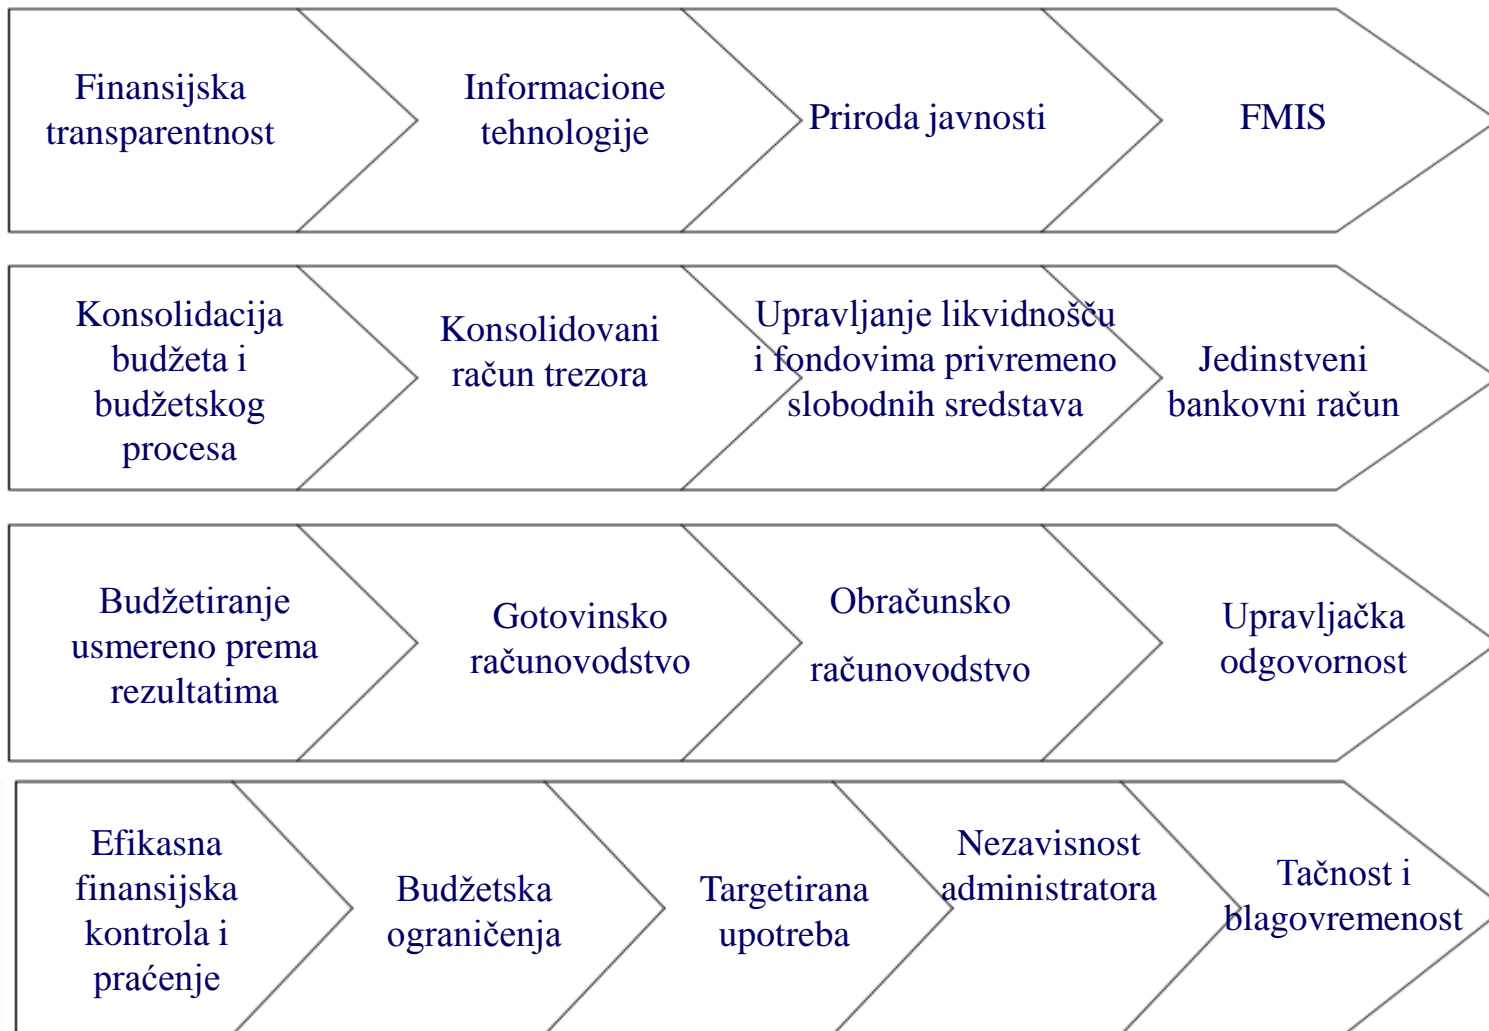 Finansijska
transparentnost
Informacione
tehnologije
Priroda javnosti
FMIS
Konsolidacija
budžeta i
budžetskog
procesa
Konsolidovani
račun trezora
Upravljanje likvidnošču
i fondovima privremeno
slobodnih sredstava
Jedinstveni
bankovni račun
Budžetiranje
usmereno prema
rezultatima
Gotovinsko
računovodstvo
Obračunsko
računovodstvo
Upravljačka
odgovornost
Efikasna
finansijska
kontrola i
praćenje
Budžetska
ograničenja
Targetirana
upotreba
Nezavisnost
administratora
Tačnost i
blagovremenost